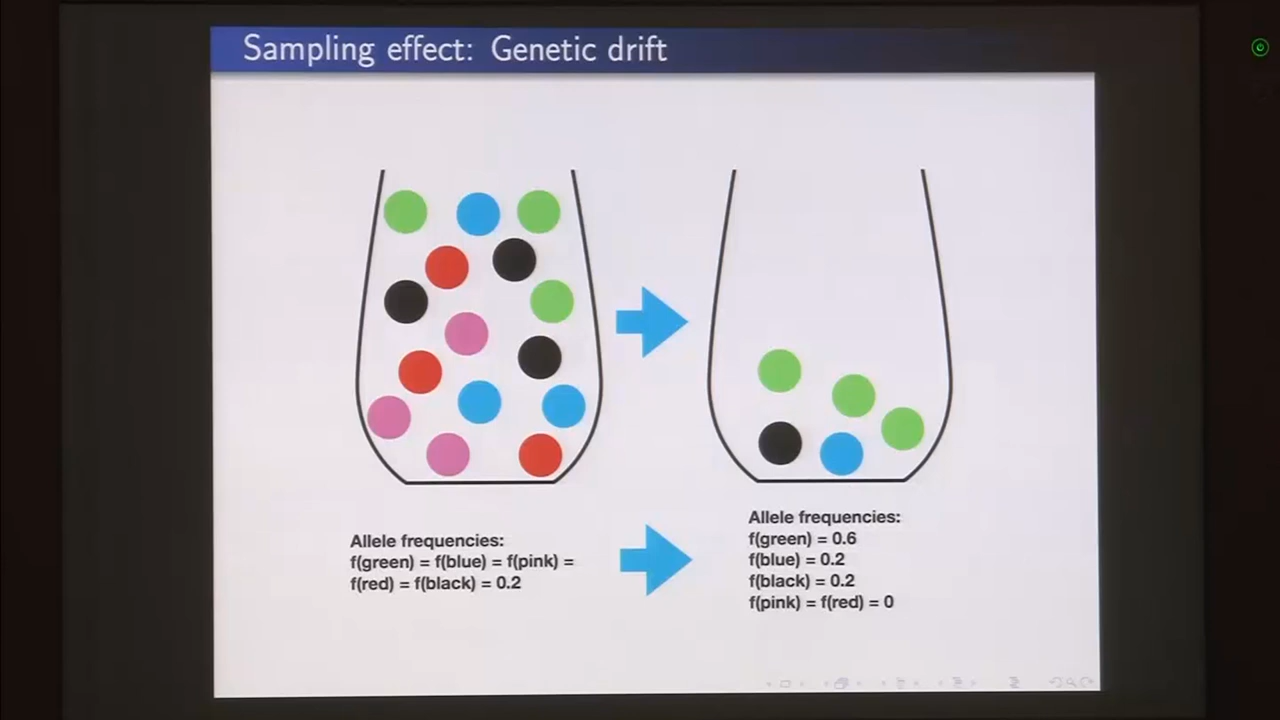 Sampling effect: Genetic drift
Allele frequencies:
f(green) = f(blue) = f(pink) =
f(red) = f(black) = 0.2
Allele frequencies:
f(green) = 0.6
f(blue) = 0.2
f(black) = 0.2
f(pink) = f(red) = 0